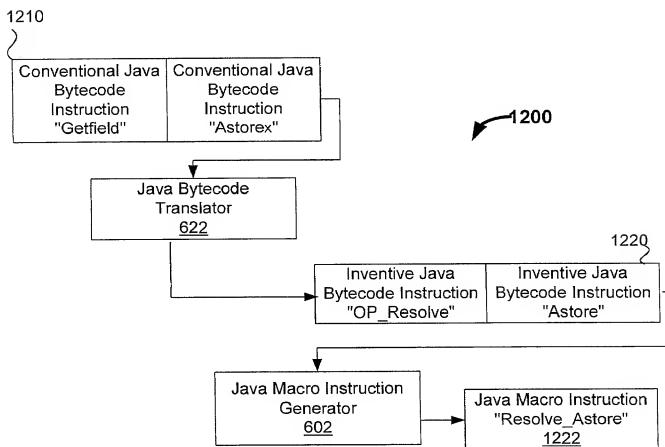 1210
Conventional Java
Bytecode
Instruction
"Getfield"
Conventional Java
Bytecode
Instruction
"Astorex"
1200
Java Bytecode
Translator
622
1220
Inventive Java
Bytecode Instruction
"OP_Resolve"
Inventive Java
Bytecode Instruction
"Astore"
Java Macro Instruction
Generator
602
Java Macro Instruction
"Resolve_Astore"
1222